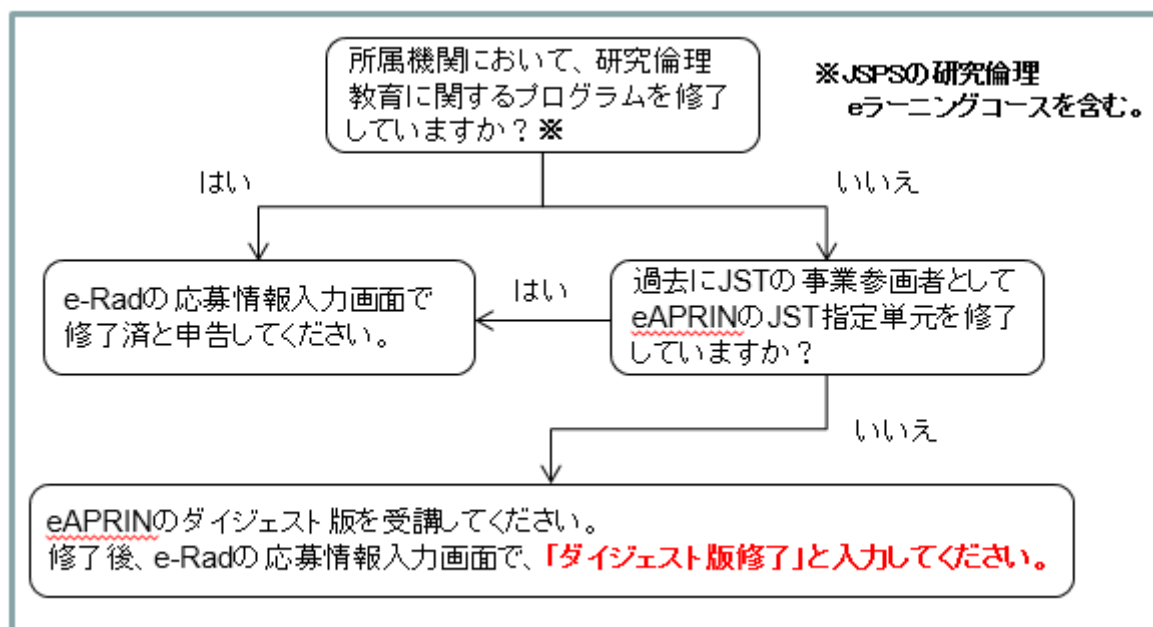 所属機関において、研究倫理
教育に関するプログラムを修了
していますか？※
※JSPSの研究倫理
eラーニングコースを含む。
はい
いいえ
e-Radの応募情報入力画面で
修了済と申告してください。
はい
過去にJSTの事業参画者として
eAPRINのJST指定単元を修了
していますか？
いいえ
eAPRINのダイジェスト版を受講してください。
修了後、e-Radの応募情報入力画面で、「ダイジェスト版修了」と入力してください。